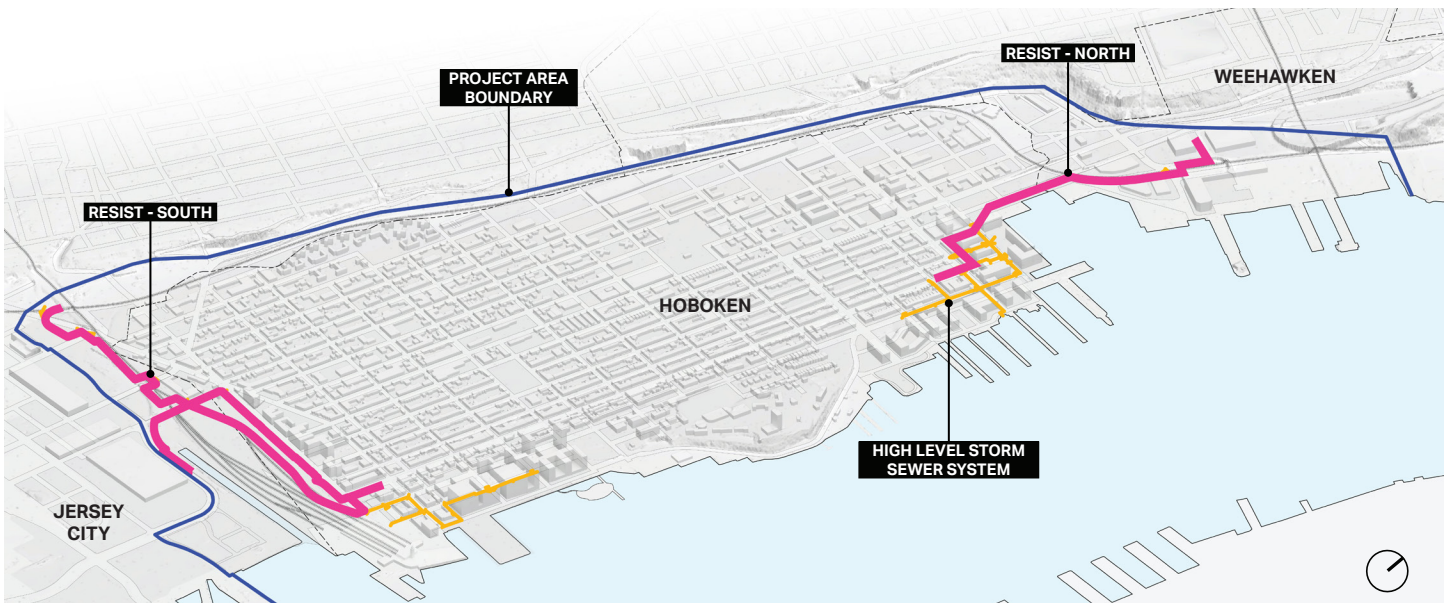 RESIST - NORTH
WEEHAWKEN
PROJECT AREA
BOUNDARY
RESIST - SOUTH
HOBOKEN
HIGH LEVEL STORM
SEWER SYSTEM
JERSEY
CITY